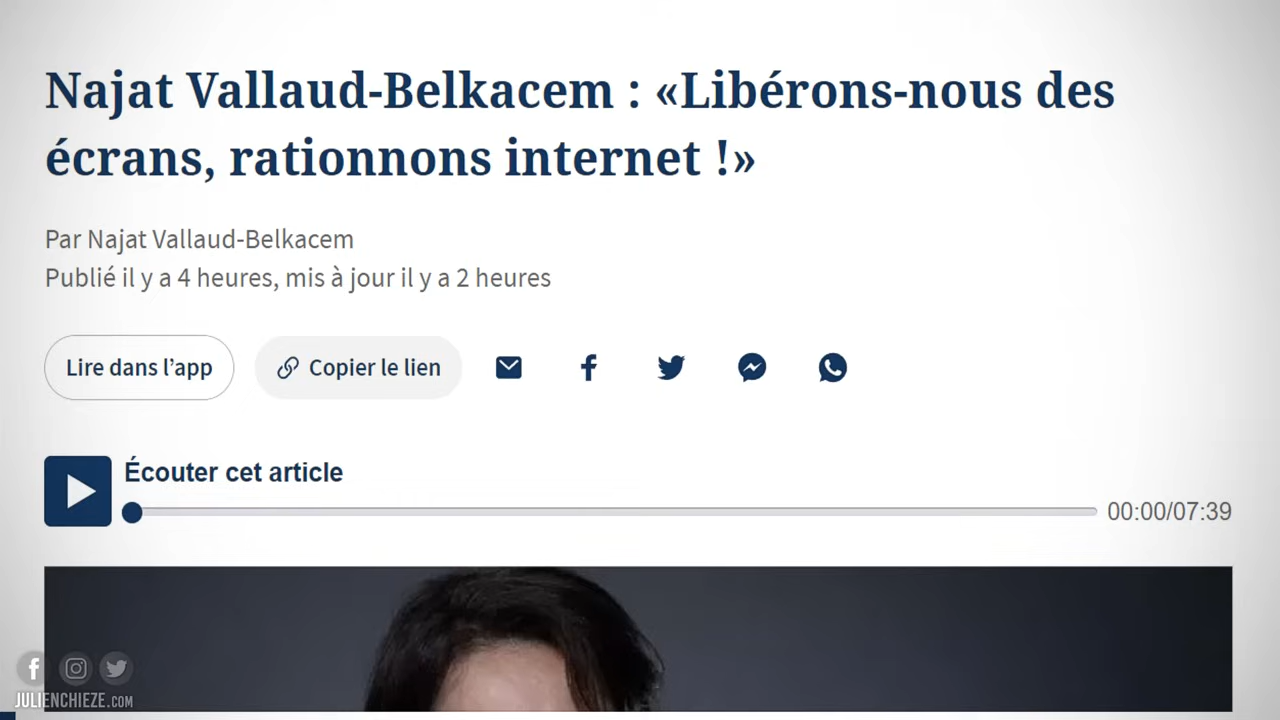 Najat Vallaud-Belkacem : «Libérons-nous des
écrans, rationnons internet !»
Par Najat Vallaud-Belkacem
Publié il y a 4 heures, mis à jour il y a 2 heures
Lire dans l’app
Copier le lien
Écouter cet article
00:00/07:39
JULIENCHIEZE.COM